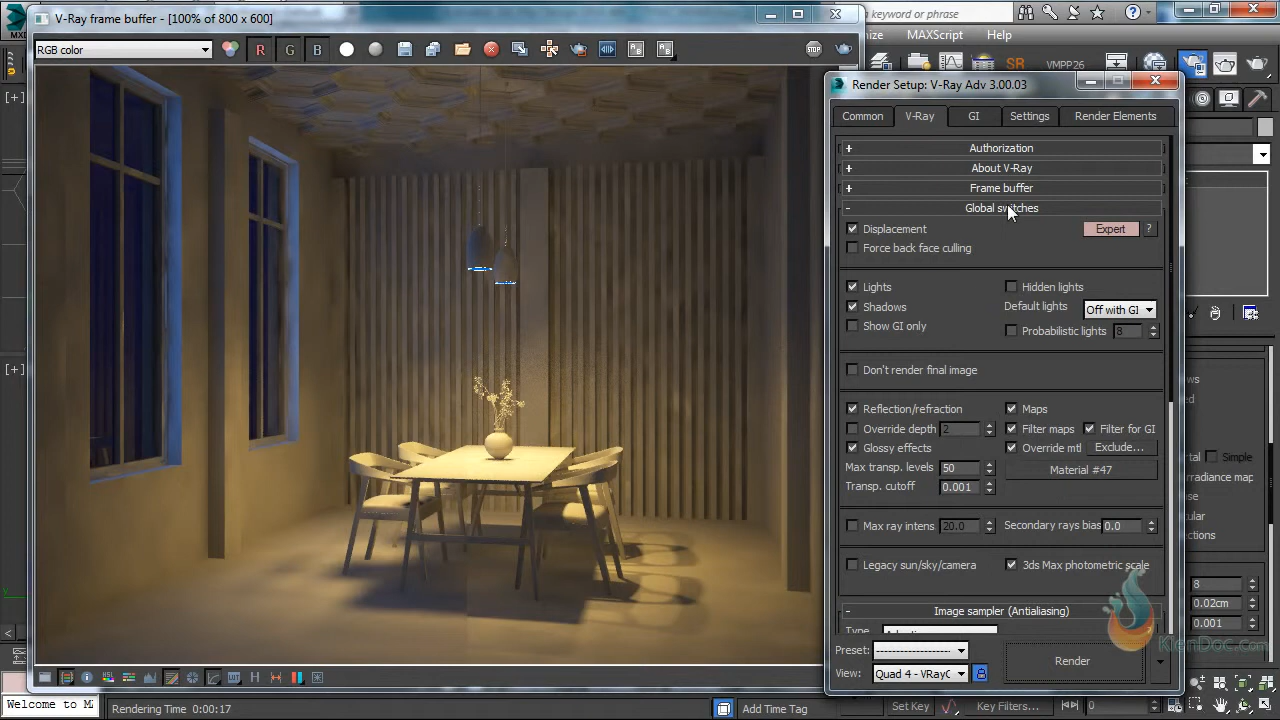 V-Ray frame buffer - [100% of 800 x 600]
keyword or phrase
MAXScript
Help
RGB color
R
G
B
STOP
SR
VMPP26
[+]
[+]
Render Setup: V-Ray Adv 3.00.03
Common
V-Ray
GI
Settings
Render Elements
+ Authorization
+ About V-Ray
+ Frame buffer
- Global switches
Displacement
Expert
?
Force back face culling
Lights
Hidden lights
Shadows
Default lights
Off with GI
Show GI only
Probabilistic lights
8
Don't render final image
Reflection/refraction
Maps
Override depth
2
Filter maps
Filter for GI
Glossy effects
Override mtl
Exclude...
Max transp. levels
50
Material #47
Transp. cutoff
0.001
Max ray intens
20.0
Secondary rays bias
0.0
Legacy sun/sky/camera
3ds Max photometric scale
- Image sampler (Antialiasing)
Type
Preset:
Render
View:
Quad 4 - VRayC
Simple
8
0.02cm
0.001
KienDoc.com
Welcome to M
Rendering Time 0:00:17
Add Time Tag
Set Key
Key Filters...
0